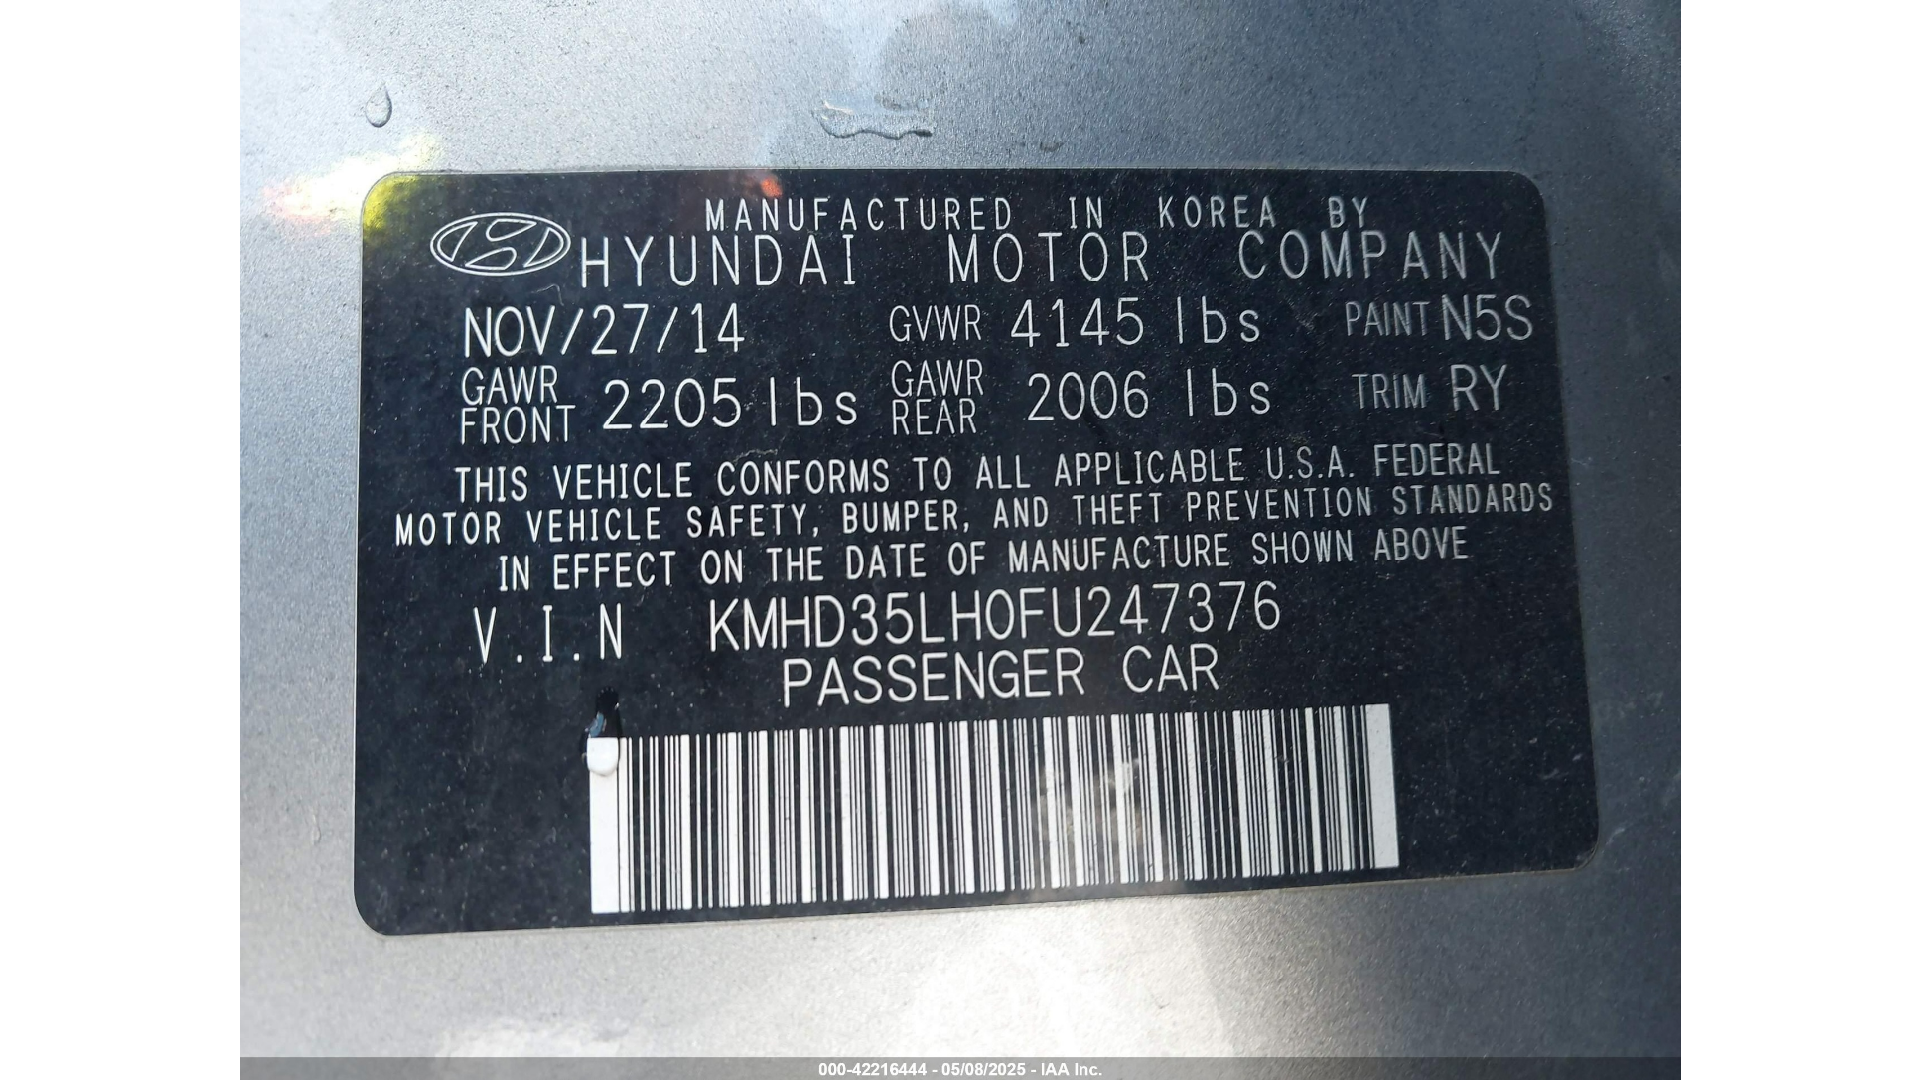 MANUFACTURED IN KOREA BY
HYUNDAI MOTOR COMPANY
NOV/27/14 GVWR 4145 lbs PAINT N5S
GAWR FRONT 2205 lbs GAWR REAR 2006 lbs TRIM RY
THIS VEHICLE CONFORMS TO ALL APPLICABLE U.S.A. FEDERAL
MOTOR VEHICLE SAFETY, BUMPER, AND THEFT PREVENTION STANDARDS
IN EFFECT ON THE DATE OF MANUFACTURE SHOWN ABOVE
V.I.N KMHD35LH0FU247376
PASSENGER CAR
000-42216444 - 05/08/2025 - IAA Inc.